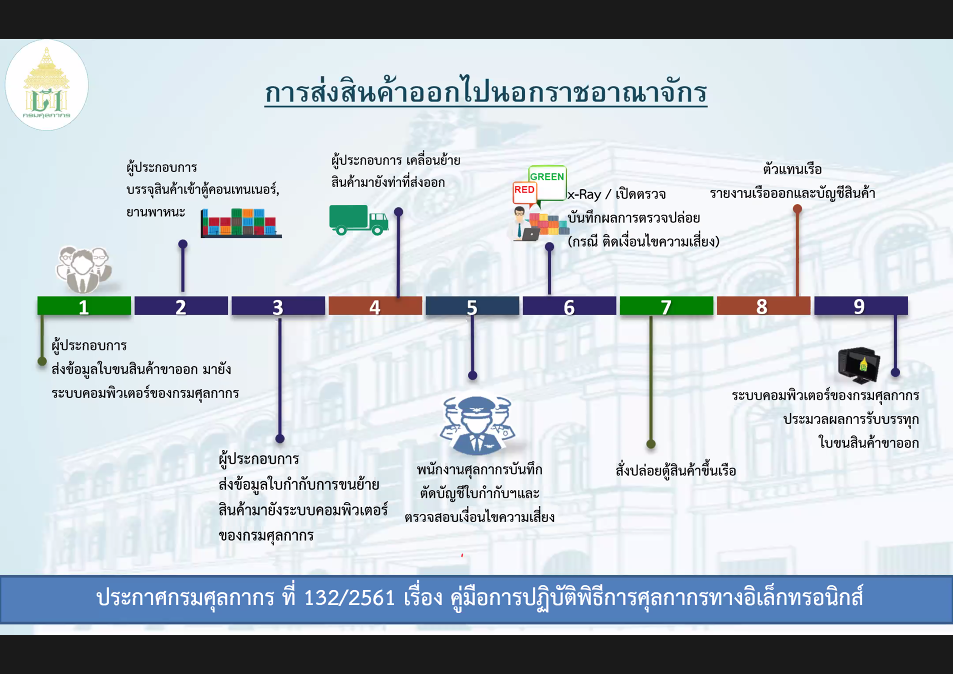 กรมศุลกากร
การส่งสินค้าออกไปนอกราชอาณาจักร
ผู้ประกอบการ
บรรจุสินค้าเข้าตู้คอนเทนเนอร์,
ยานพาหนะ
ผู้ประกอบการ เคลื่อนย้าย
สินค้ามายังท่าที่ส่งออก
GREEN
RED
x-Ray / เปิดตรวจ
บันทึกผลการตรวจปล่อย
(กรณี ติดเงื่อนไขความเสี่ยง)
ตัวแทนเรือ
รายงานเรือออกและบัญชีสินค้า
1 2 3 4 5 6 7 8 9
ผู้ประกอบการ
ส่งข้อมูลใบขนสินค้าขาออก มายัง
ระบบคอมพิวเตอร์ของกรมศุลกากร
ผู้ประกอบการ
ส่งข้อมูลใบกำกับการขนย้าย
สินค้ามายังระบบคอมพิวเตอร์
ของกรมศุลกากร
พนักงานศุลกากรบันทึก
ตัดบัญชีใบกำกับฯและ
ตรวจสอบเงื่อนไขความเสี่ยง
สั่งปล่อยตู้สินค้าขึ้นเรือ
ระบบคอมพิวเตอร์ของกรมศุลกากร
ประมวลผลการรับบรรทุก
ใบขนสินค้าขาออก
ประกาศกรมศุลกากร ที่ 132/2561 เรื่อง คู่มือการปฏิบัติพิธีการศุลกากรทางอิเล็กทรอนิกส์